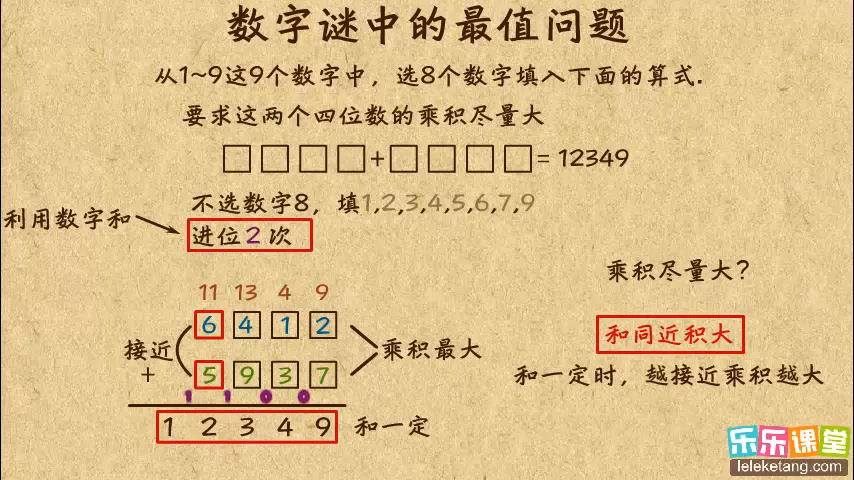 数字谜中的最值问题
从1~9这9个数字中，选8个数字填入下面的算式.
要求这两个四位数的乘积尽量大
□□□□+□□□□= 12349
不选数字8，填1,2,3,4,5,6,7,9
利用数字和
进位2次
乘积尽量大?
11 13 4 9
6 4 1 2
和同近积大
接近
乘积最大
+ 5 9 3 7
和一定时，越接近乘积越大
1 1 0 0
1 2 3 4 9 和一定
乐乐课堂
leleketang.com